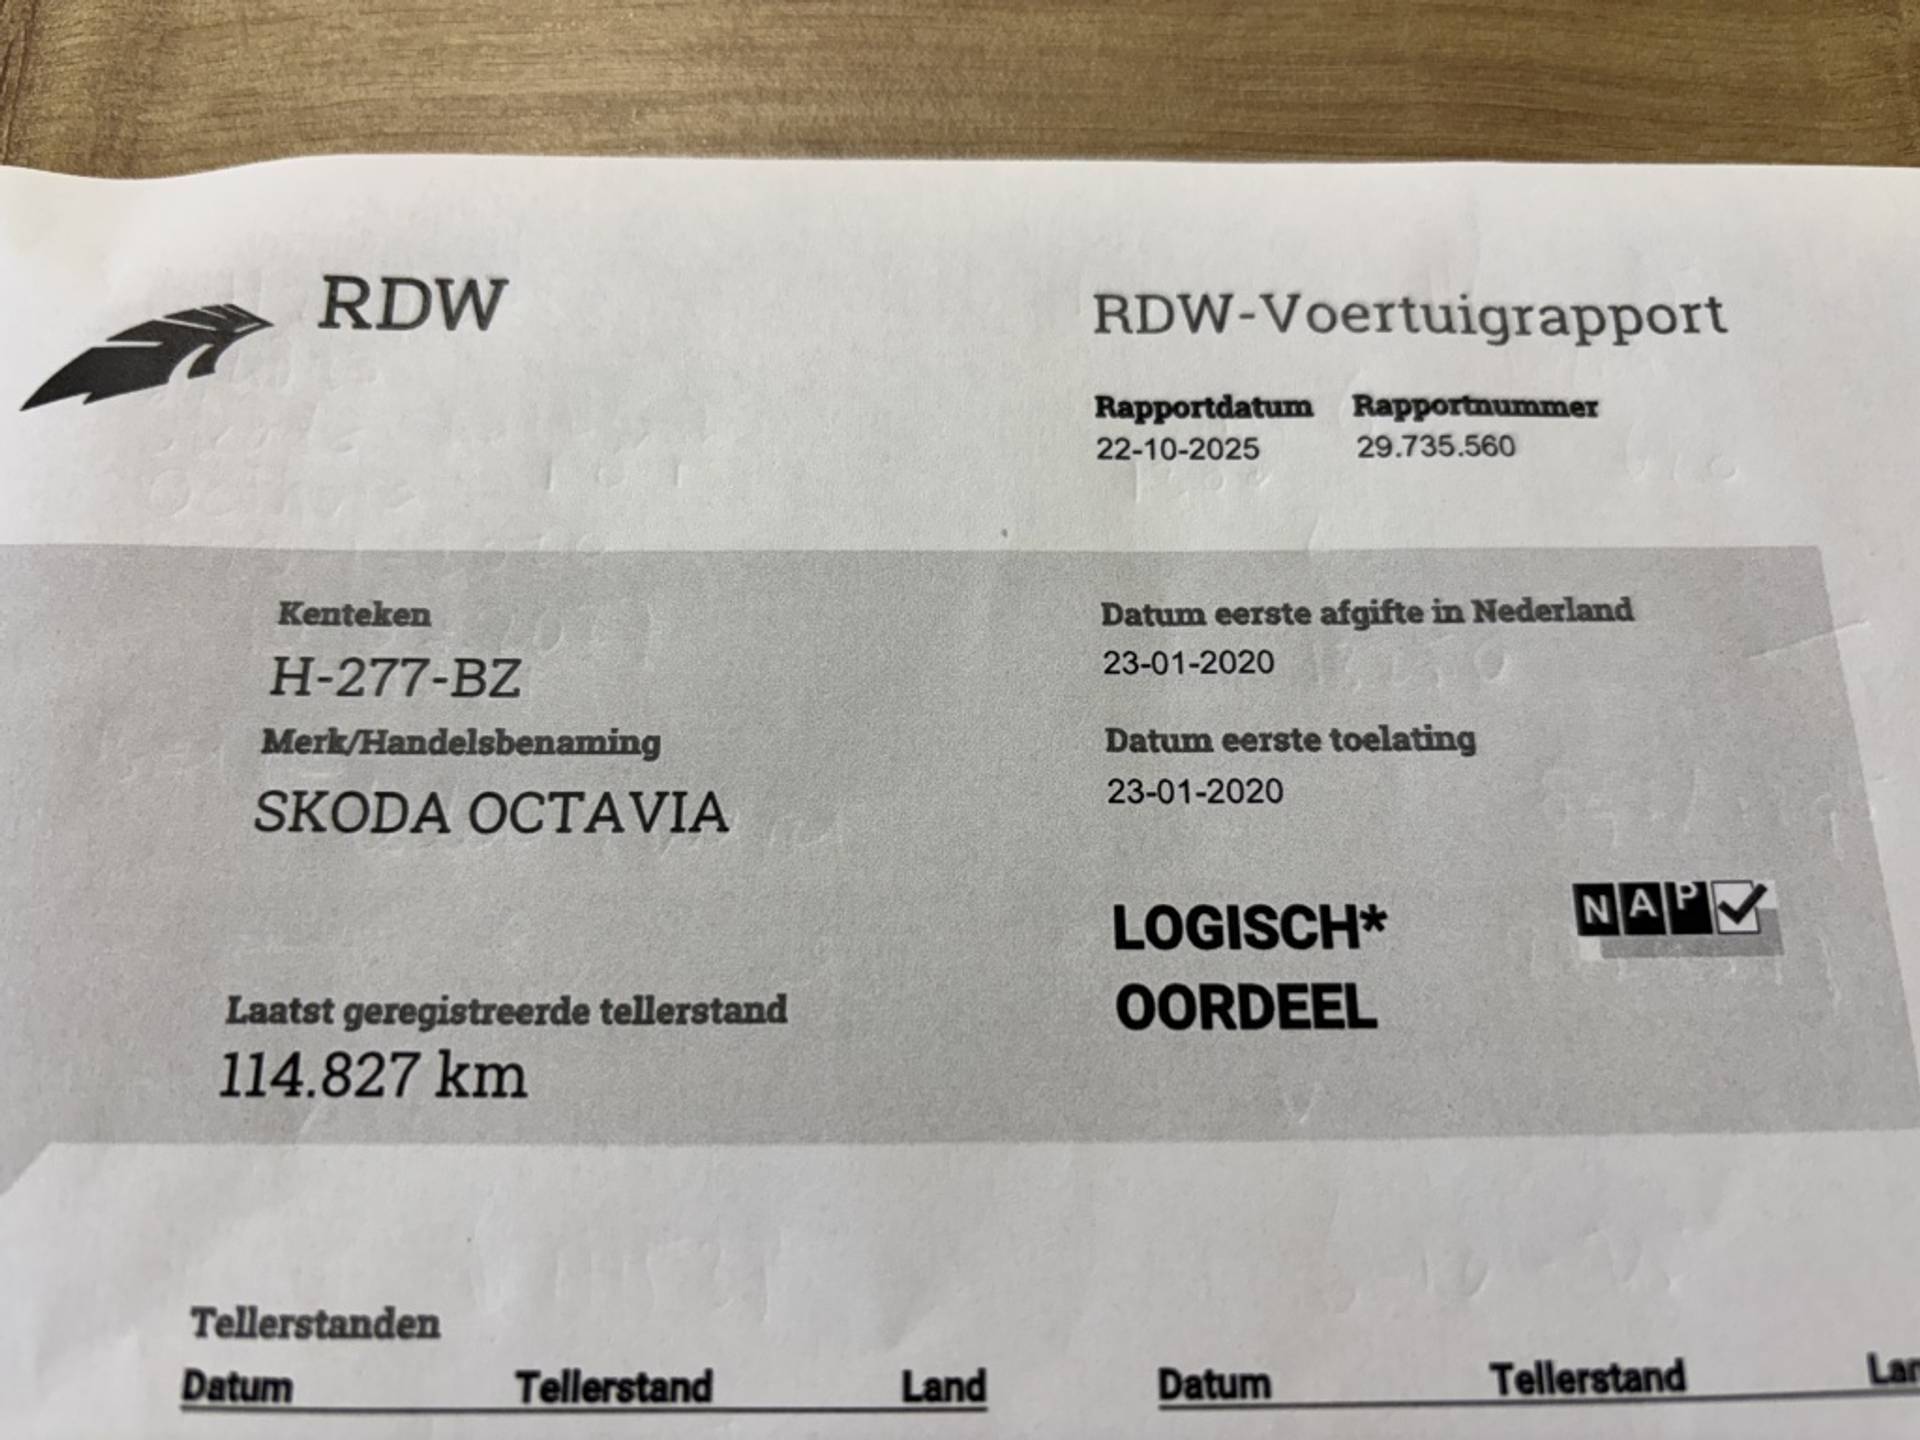 RDW
RDW-Voertuigrapport
Rapportdatum Rapportnummer
22-10-2025 29.735.560
Kenteken
H-277-BZ
Merk/Handelsbenaming
SKODA OCTAVIA
Laatst geregistreerde tellerstand
114.827 km
Datum eerste afgifte in Nederland
23-01-2020
Datum eerste toelating
23-01-2020
LOGISCH*
OORDEEL
NAP
Tellerstanden
Datum Tellerstand Land
Datum Tellerstand